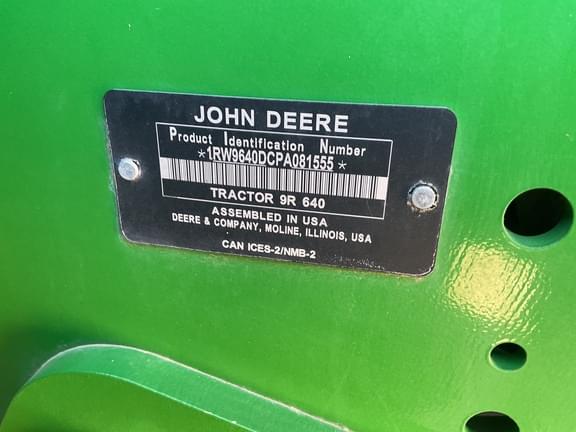 JOHN DEERE
Product Identification Number
*1RW9640DCPA081555*
TRACTOR 9R 640
ASSEMBLED IN USA
DEERE & COMPANY, MOLINE, ILLINOIS, USA
CAN ICES-2/NMB-2